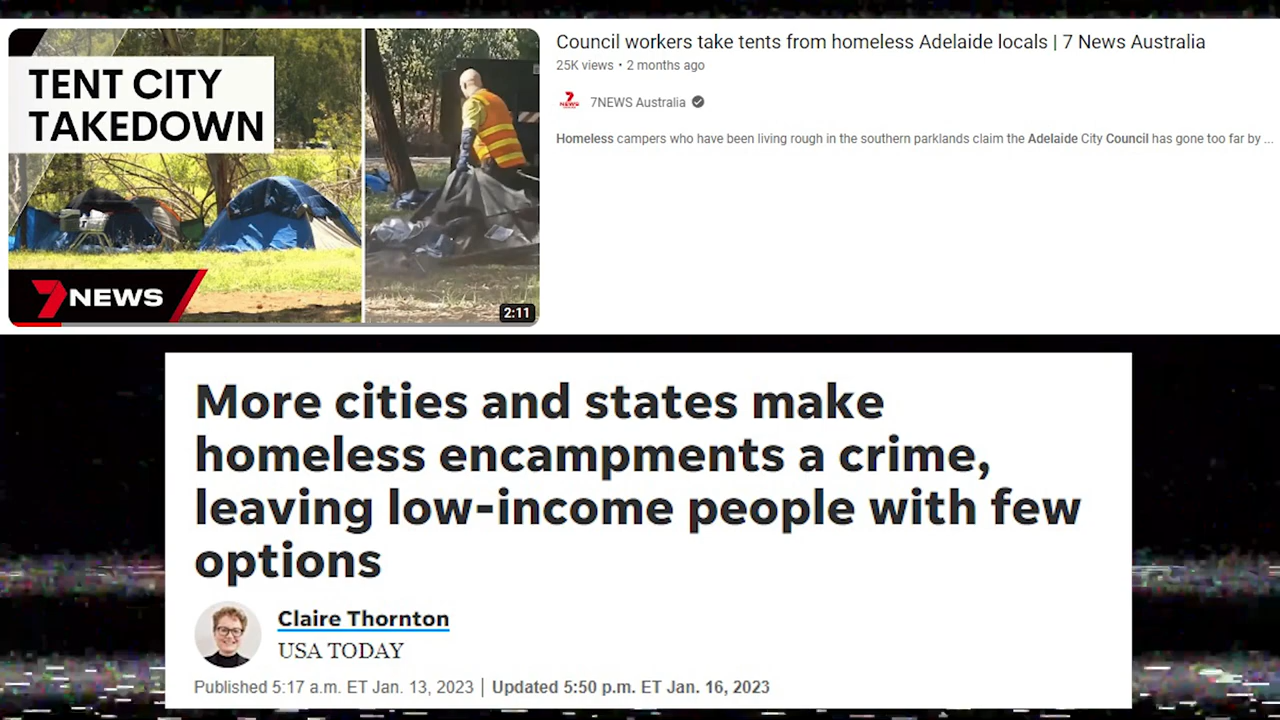 TENT CITY
TAKEDOWN
7NEWS
2:11
Council workers take tents from homeless Adelaide locals | 7 News Australia
25K views • 2 months ago
7NEWS Australia
Homeless campers who have been living rough in the southern parklands claim the Adelaide City Council has gone too far by ...
More cities and states make
homeless encampments a crime,
leaving low-income people with few
options
Claire Thornton
USA TODAY
Published 5:17 a.m. ET Jan. 13, 2023 | Updated 5:50 p.m. ET Jan. 16, 2023